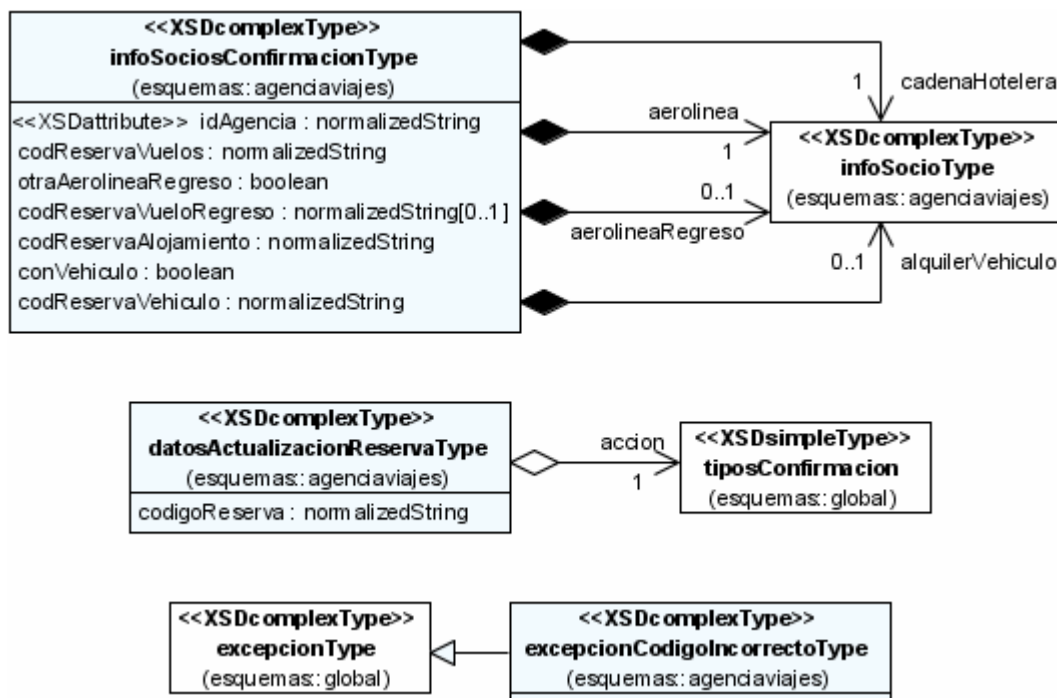 <<XSDcomplexType>>
infoSociosConfirmacionType
(esquemas::agenciaviajes)
<<XSDattribute>> idAgencia : normalizedString
codReservaVuelos : normalizedString
otraAerolineaRegreso : boolean
codReservaVueloRegreso : normalizedString[0..1]
codReservaAlojamiento : normalizedString
conVehiculo : boolean
codReservaVehiculo : normalizedString
1
cadenaHotelera
aerolinea
1
0..1
aerolineaRegreso
0..1
alquilerVehiculo
<<XSDcomplexType>>
infoSocioType
(esquemas::agenciaviajes)
<<XSDcomplexType>>
datosActualizacionReservaType
(esquemas::agenciaviajes)
codigoReserva : normalizedString
accion
1
<<XSDsimpleType>>
tiposConfirmacion
(esquemas::global)
<<XSDcomplexType>>
excepcionType
(esquemas::global)
<<XSDcomplexType>>
excepcionCodigoIncorrectoType
(esquemas::agenciaviajes)